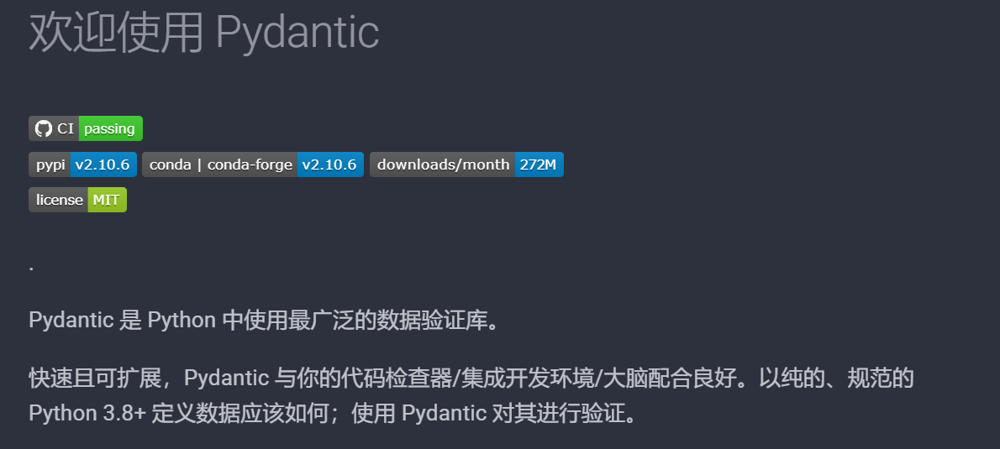 欢迎使用 Pydantic
CI passing
pypi v2.10.6 conda | conda-forge v2.10.6 downloads/month 272M
license MIT
.
Pydantic 是 Python 中使用最广泛的数据验证库。
快速且可扩展，Pydantic 与你的代码检查器/集成开发环境/大脑配合良好。以纯的、规范的
Python 3.8+ 定义数据应该如何；使用 Pydantic 对其进行验证。